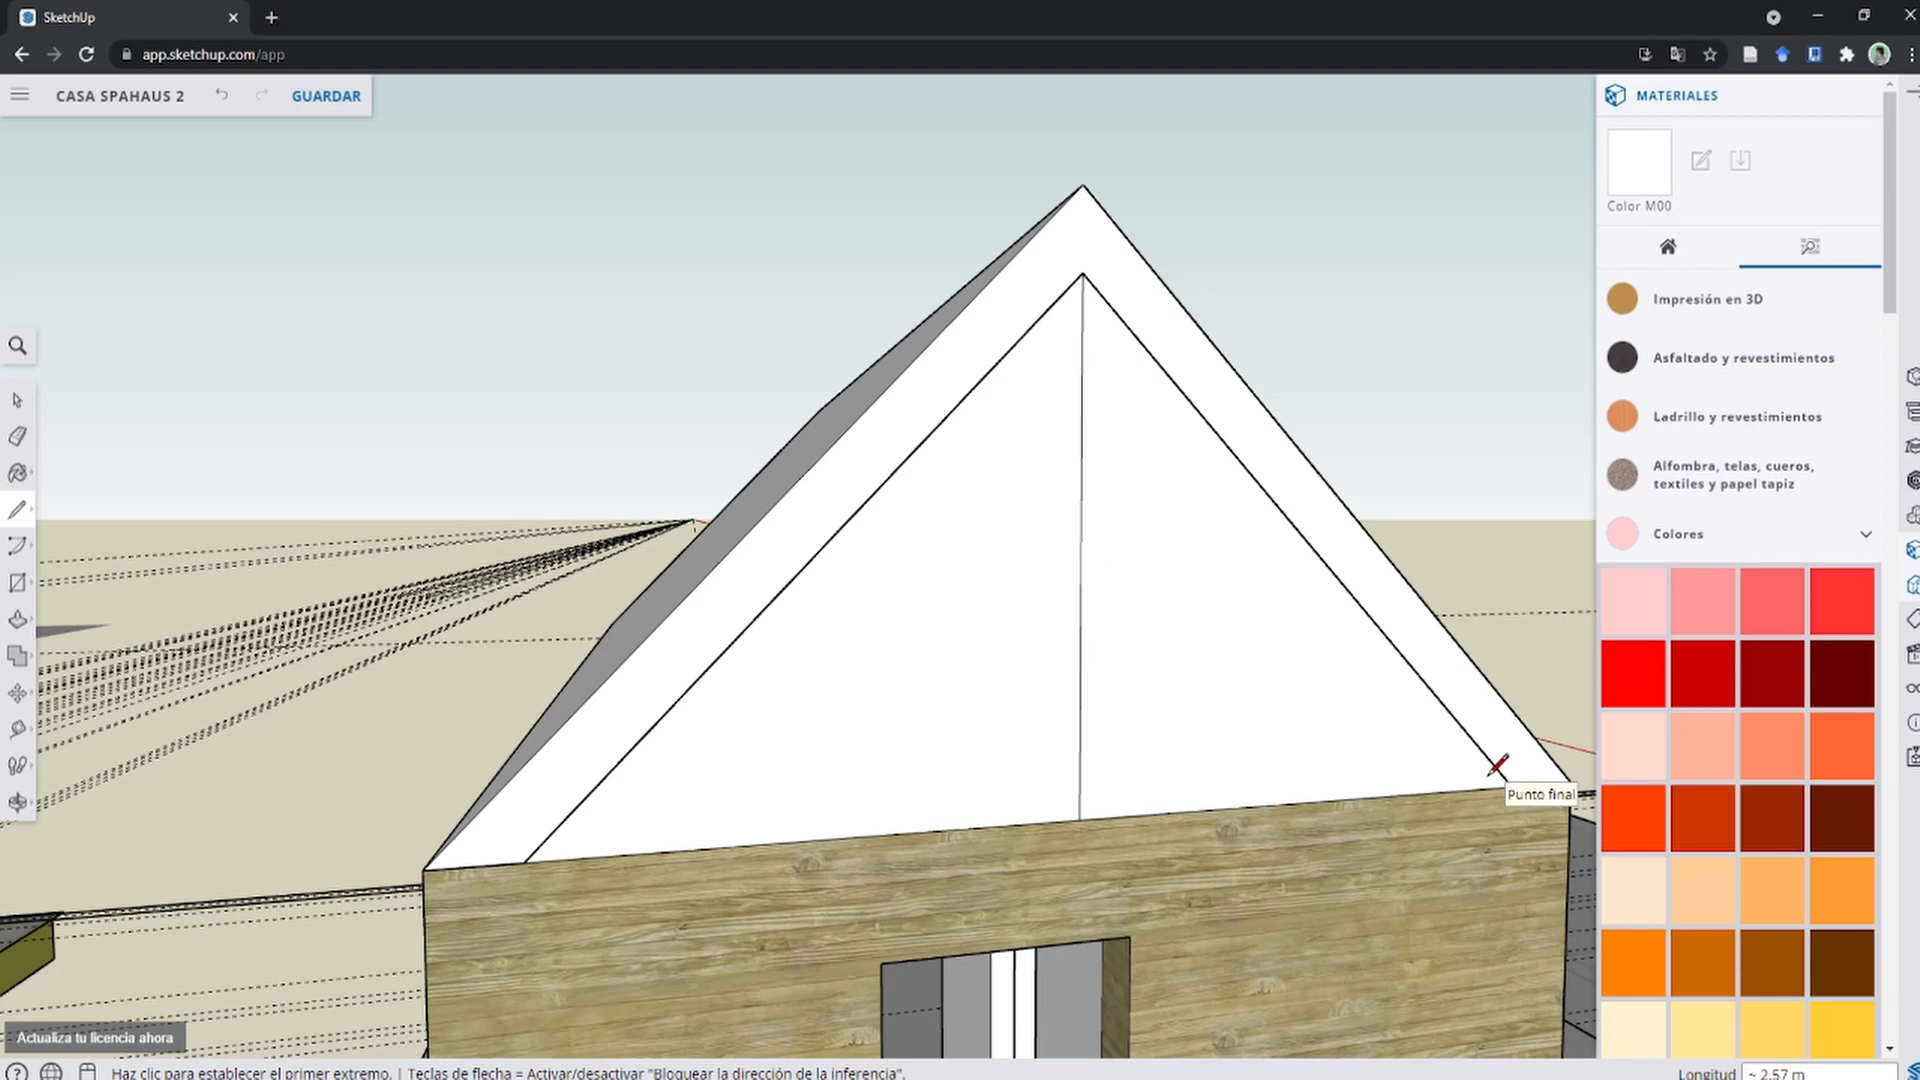 SketchUp
app.sketchup.com/app
CASA SPAHAUS 2
GUARDAR
MATERIALES
Color M00
Impresión en 3D
Asfaltado y revestimientos
Ladrillo y revestimientos
Alfombra, telas, cueros,
textiles y papel tapiz
Colores
Punto final
Actualiza tu licencia ahora
Haz clic para establecer el primer extremo. | Teclas de flecha = Activar/desactivar "Bloquear la dirección de la inferencia".
Longitud ~ 2,57 m